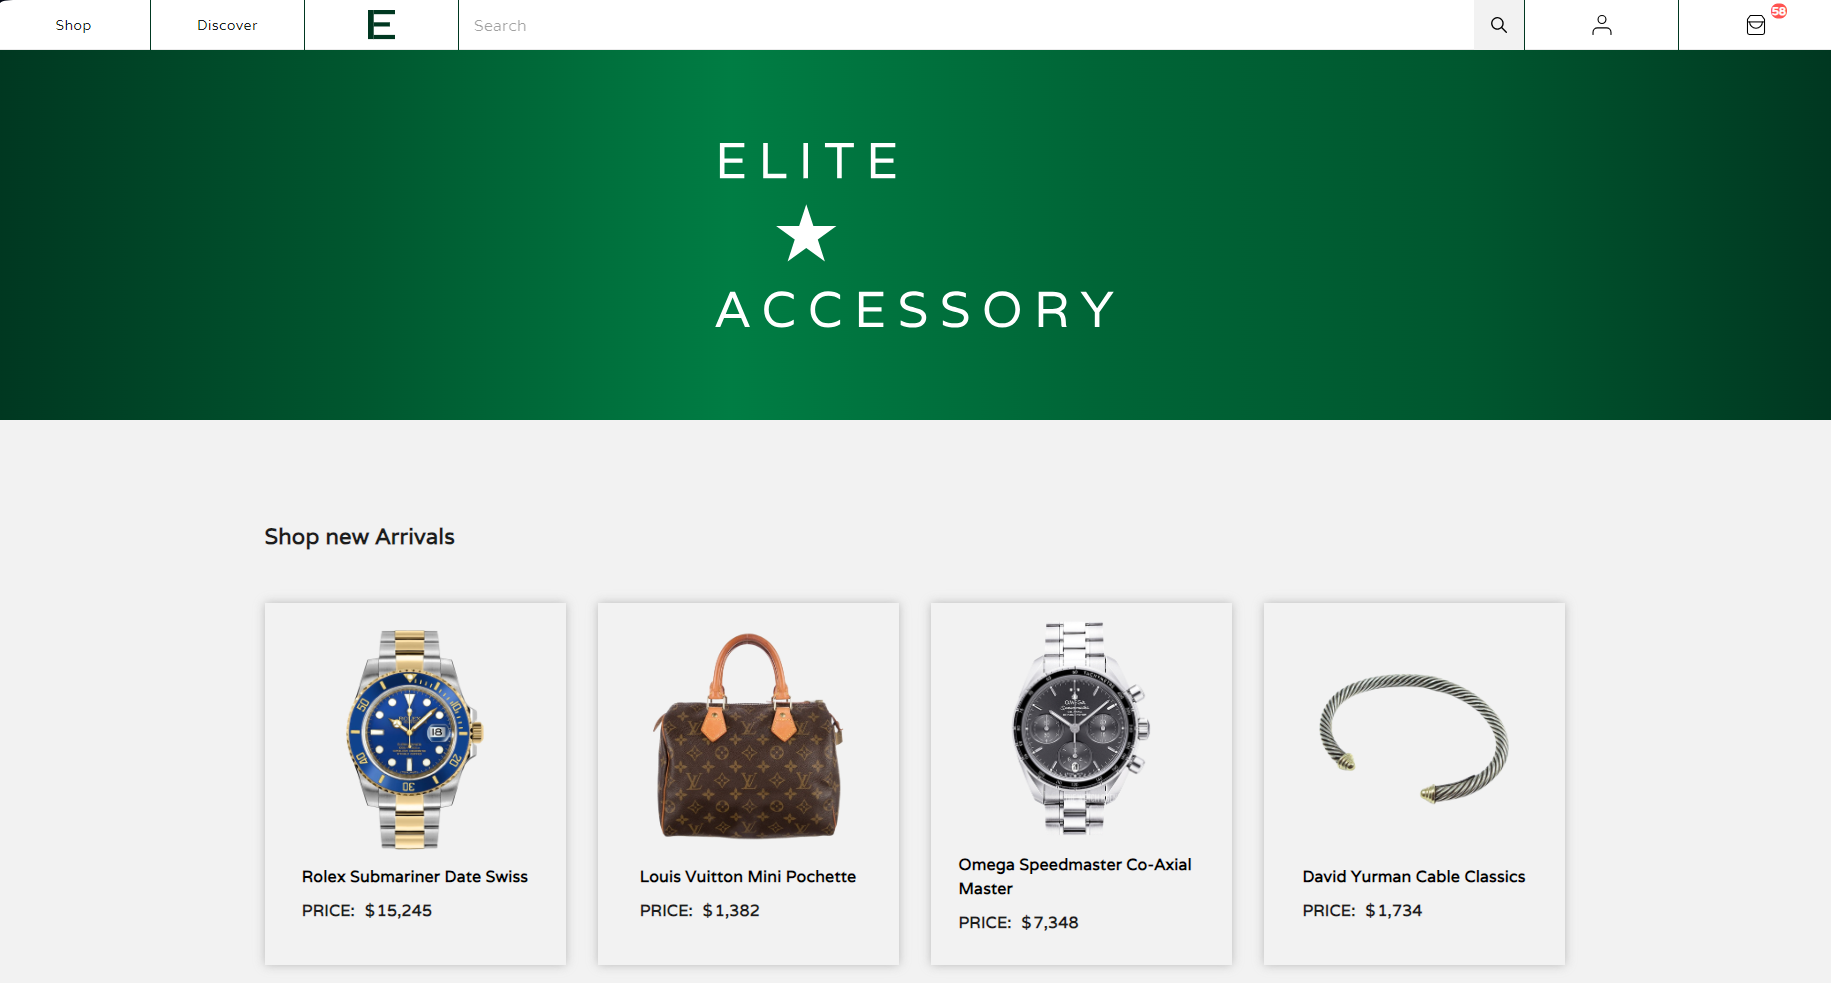 Shop
Discover
E
Search
58
ELITE
ACCESSORY
Shop new Arrivals
Rolex Submariner Date Swiss
PRICE: $15,245
Louis Vuitton Mini Pochette
PRICE: $1,382
Omega Speedmaster Co-Axial
Master
PRICE: $7,348
David Yurman Cable Classics
PRICE: $1,734